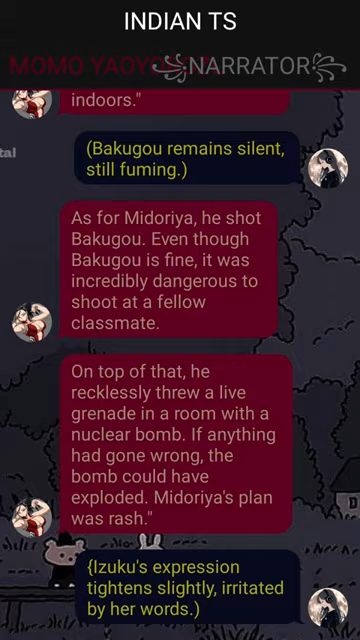 INDIAN TS
MOMO YAOYO
꧁NARRATOR꧂
indoors."
tal
(Bakugou remains silent,
still fuming.)
As for Midoriya, he shot
Bakugou. Even though
Bakugou is fine, it was
incredibly dangerous to
shoot at a fellow
classmate.
On top of that, he
recklessly threw a live
grenade in a room with a
nuclear bomb. If anything
had gone wrong, the
bomb could have
exploded. Midoriya's plan
was rash."
{Izuku's expression
tightens slightly, irritated
by her words.)